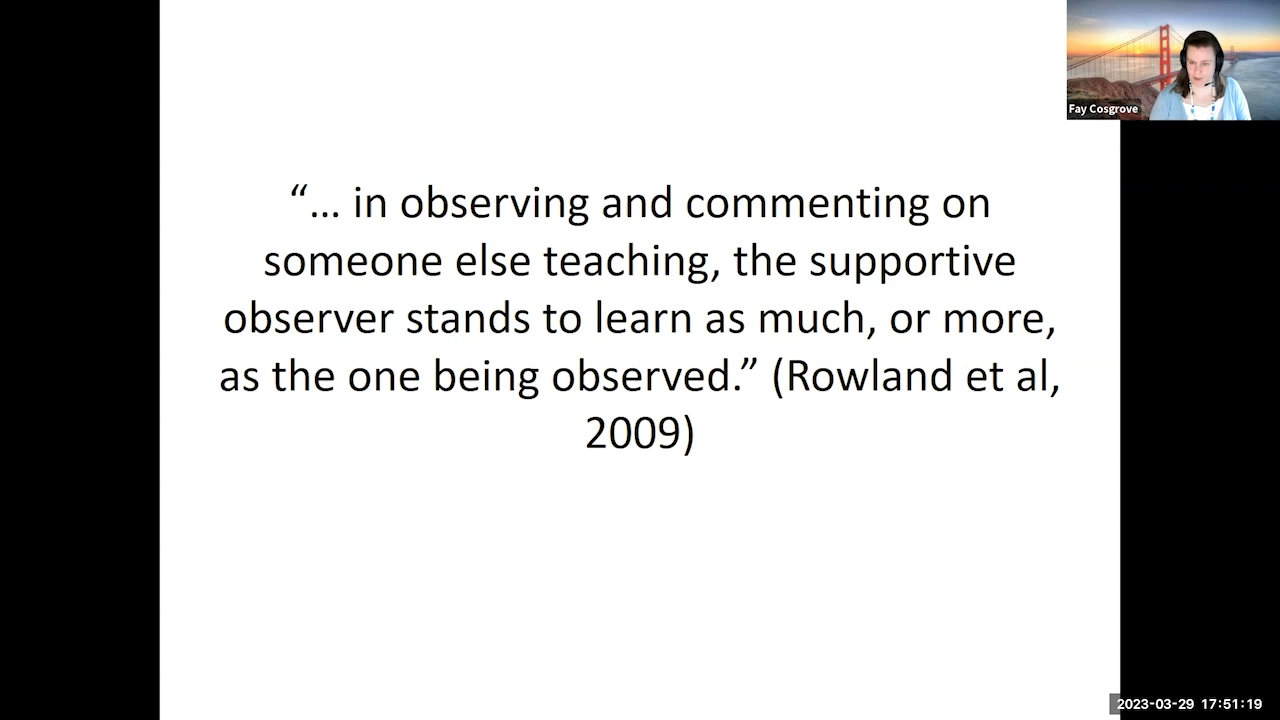 Fay Cosgrove
“... in observing and commenting on
someone else teaching, the supportive
observer stands to learn as much, or more,
as the one being observed.” (Rowland et al,
2009)
2023-03-29 17:51:19